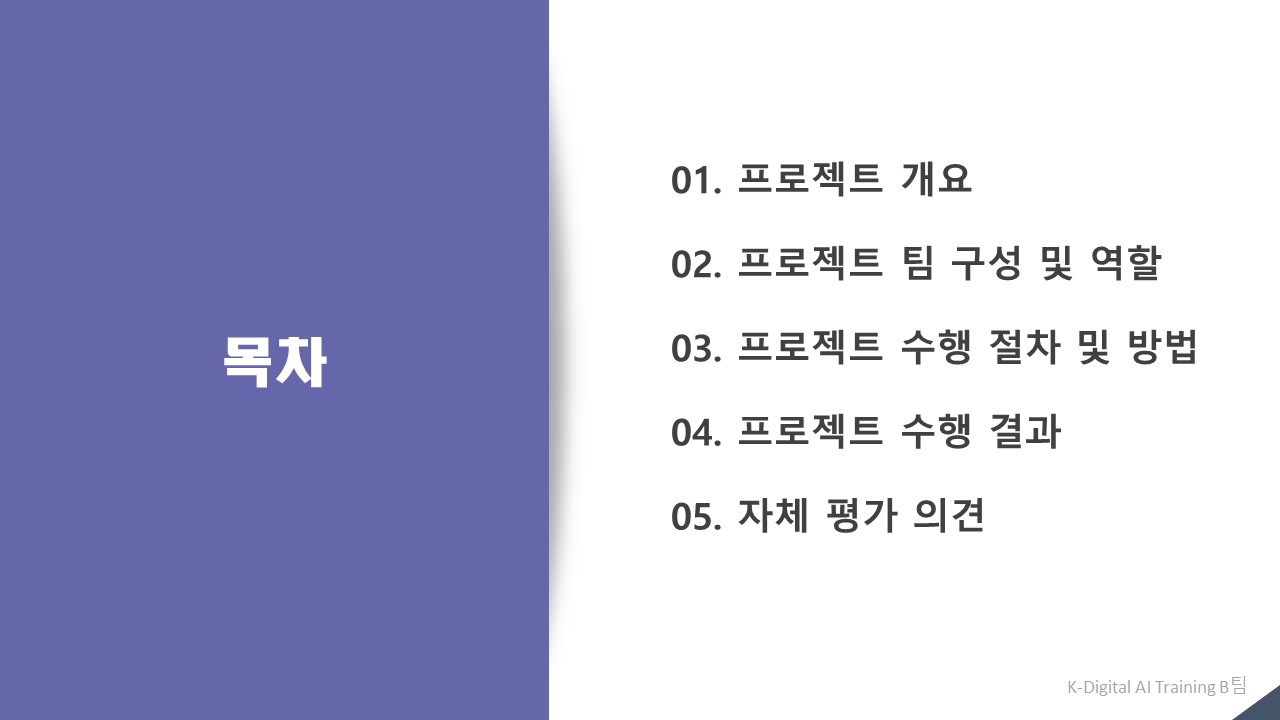 목차
01. 프로젝트 개요
02. 프로젝트 팀 구성 및 역할
03. 프로젝트 수행 절차 및 방법
04. 프로젝트 수행 결과
05. 자체 평가 의견
K-Digital AI Training B팀